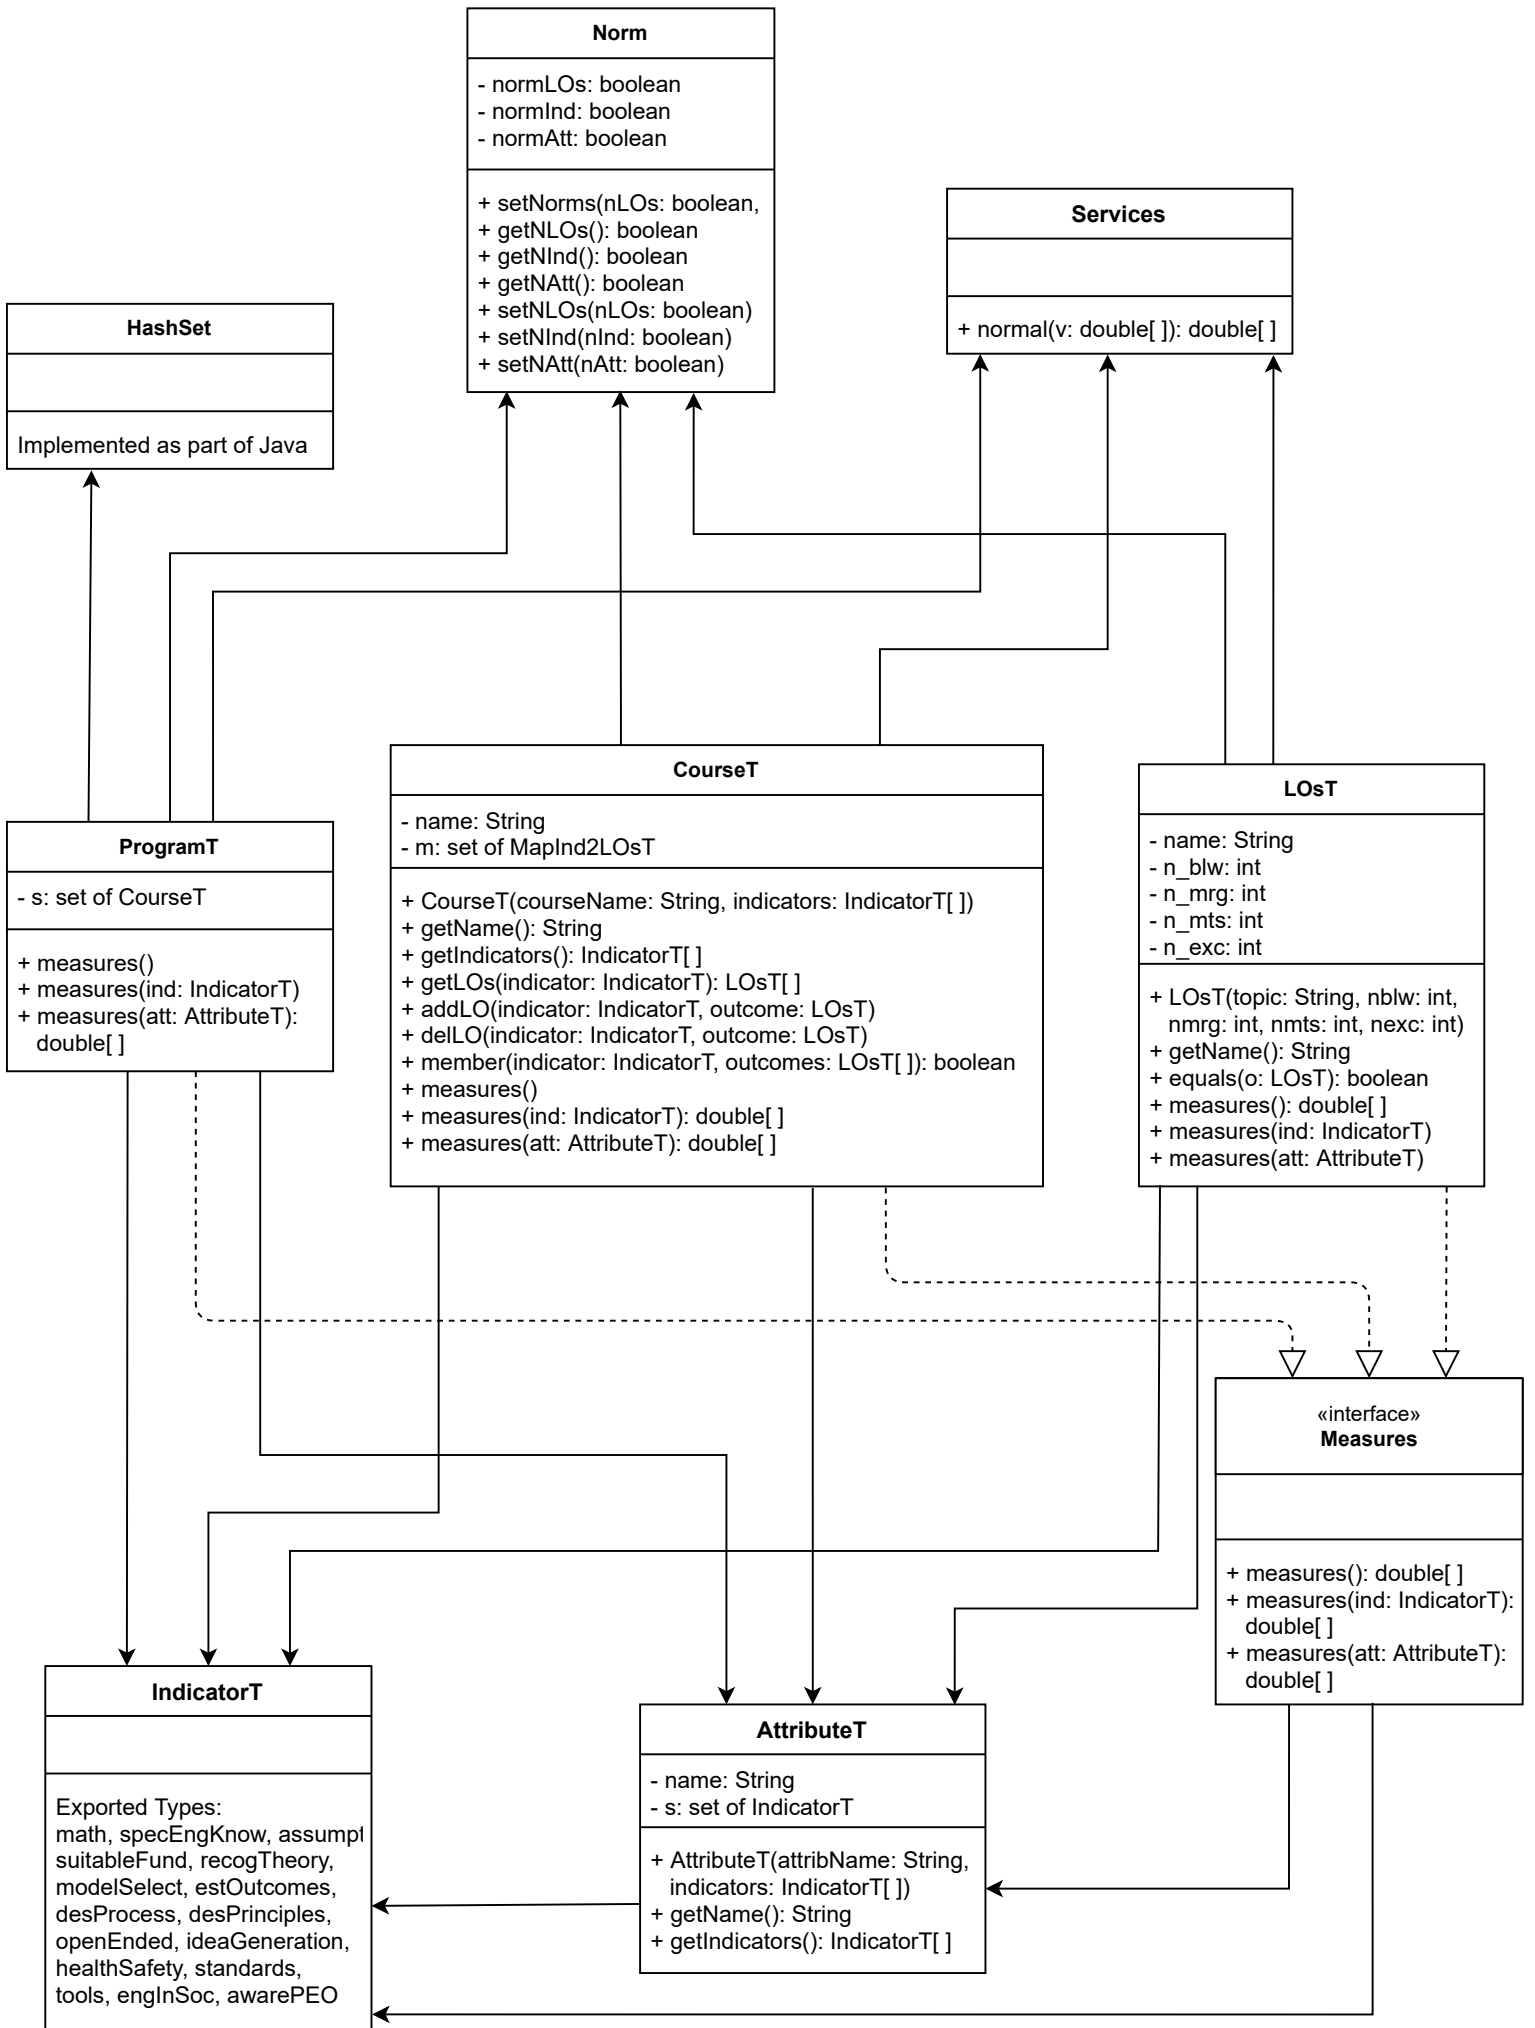 Norm
- normLOs: boolean
- normInd: boolean
- normAtt: boolean
+ setNorms(nLOs: boolean,
+ getNLOs(): boolean
+ getNInd(): boolean
+ getNAtt(): boolean
+ setNLOs(nLOs: boolean)
+ setNInd(nInd: boolean)
+ setNAtt(nAtt: boolean)
Services
+ normal(v: double[ ]): double[ ]
HashSet
Implemented as part of Java
ProgramT
- s: set of CourseT
+ measures()
+ measures(ind: IndicatorT)
+ measures(att: AttributeT):
double[ ]
CourseT
- name: String
- m: set of MapInd2LOsT
+ CourseT(courseName: String, indicators: IndicatorT[ ])
+ getName(): String
+ getIndicators(): IndicatorT[ ]
+ getLOs(indicator: IndicatorT): LOsT[ ]
+ addLO(indicator: IndicatorT, outcome: LOsT)
+ delLO(indicator: IndicatorT, outcome: LOsT)
+ member(indicator: IndicatorT, outcomes: LOsT[ ]): boolean
+ measures()
+ measures(ind: IndicatorT): double[ ]
+ measures(att: AttributeT): double[ ]
LOsT
- name: String
- n_blw: int
- n_mrg: int
- n_mts: int
- n_exc: int
+ LOsT(topic: String, nblw: int,
nmrg: int, nmts: int, nexc: int)
+ getName(): String
+ equals(o: LOsT): boolean
+ measures(): double[ ]
+ measures(ind: IndicatorT)
+ measures(att: AttributeT)
«interface»
Measures
+ measures(): double[ ]
+ measures(ind: IndicatorT):
double[ ]
+ measures(att: AttributeT):
double[ ]
IndicatorT
Exported Types:
math, specEngKnow, assumpt
suitableFund, recogTheory,
modelSelect, estOutcomes,
desProcess, desPrinciples,
openEnded, ideaGeneration,
healthSafety, standards,
tools, engInSoc, awarePEO
AttributeT
- name: String
- s: set of IndicatorT
+ AttributeT(attribName: String,
indicators: IndicatorT[ ])
+ getName(): String
+ getIndicators(): IndicatorT[ ]